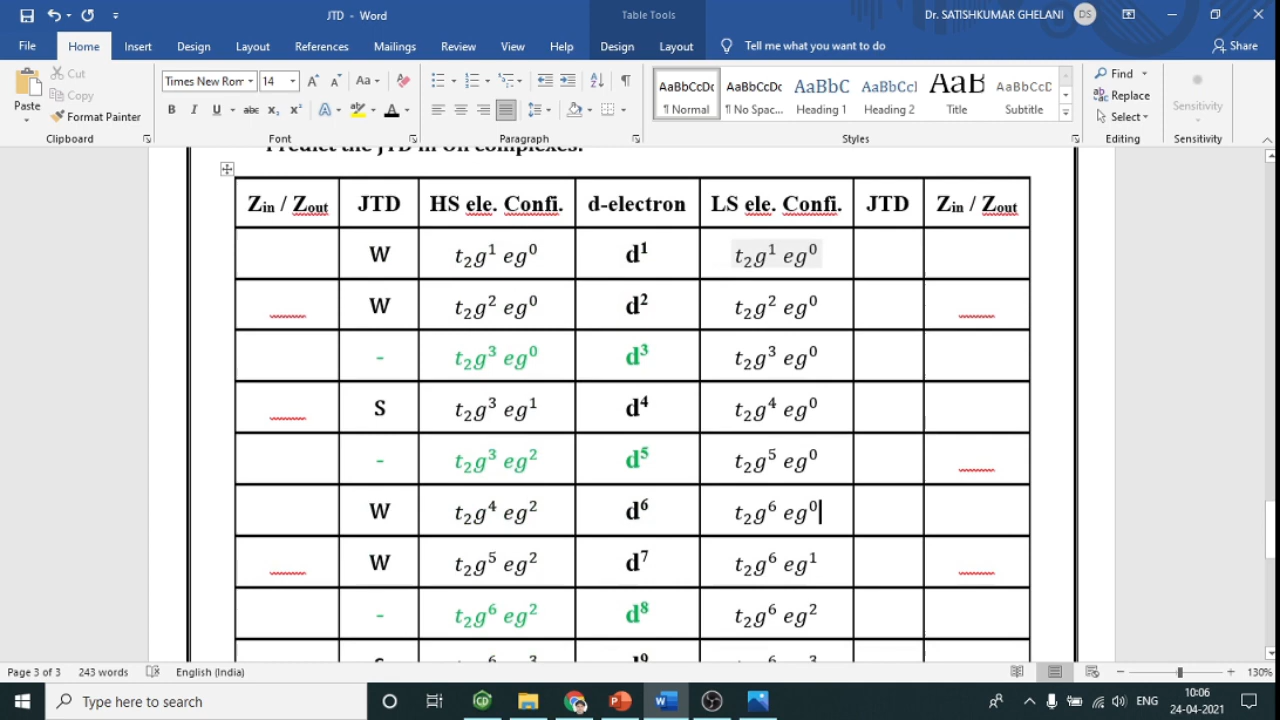 JTD - Word
Table Tools
Dr. SATISHKUMAR GHELANI
DS
File Home Insert Design Layout References Mailings Review View Help Design Layout Tell me what you want to do Share
Paste
Cut
Copy
Format Painter
Clipboard
Times New Rom 14
Font
Paragraph
AaBbCcDc AaBbCcDc AaBbC AaBbCcI AaB AaBbCcD
¶ Normal ¶ No Spac... Heading 1 Heading 2 Title Subtitle
Styles
Find
Replace
Select
Editing
Sensitivity
Sensitivity
Predict the JTD in Oh complexes.
Zin / Zout JTD HS ele. Confi. d-electron LS ele. Confi. JTD Zin / Zout
W t₂g¹ eg⁰ d¹ t₂g¹ eg⁰
W t₂g² eg⁰ d² t₂g² eg⁰
- t₂g³ eg⁰ d³ t₂g³ eg⁰
S t₂g³ eg¹ d⁴ t₂g⁴ eg⁰
- t₂g³ eg² d⁵ t₂g⁵ eg⁰
W t₂g⁴ eg² d⁶ t₂g⁶ eg⁰
W t₂g⁵ eg² d⁷ t₂g⁶ eg¹
- t₂g⁶ eg² d⁸ t₂g⁶ eg²
Page 3 of 3 243 words English (India) 130%
Type here to search
ENG
10:06
24-04-2021